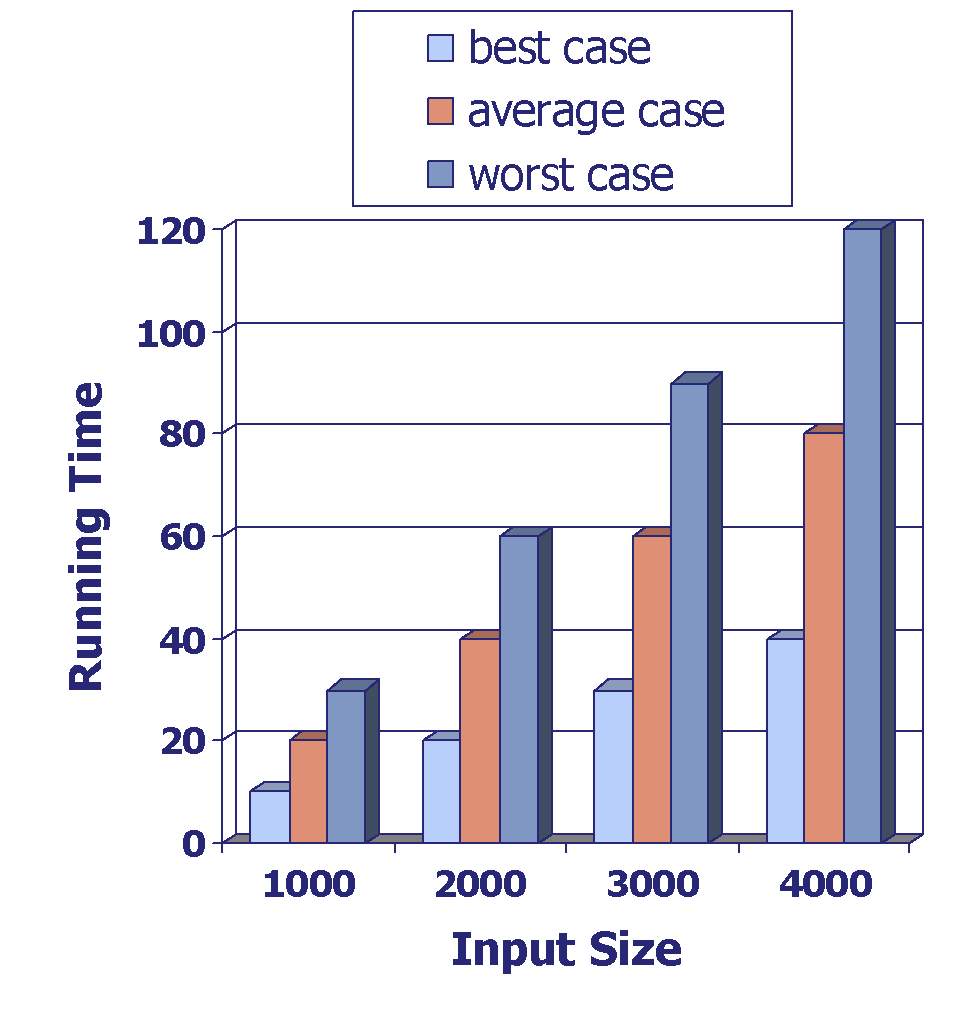 best case
average case
worst case
120
100
80
60
40
20
0
Running Time
1000 2000 3000 4000
Input Size